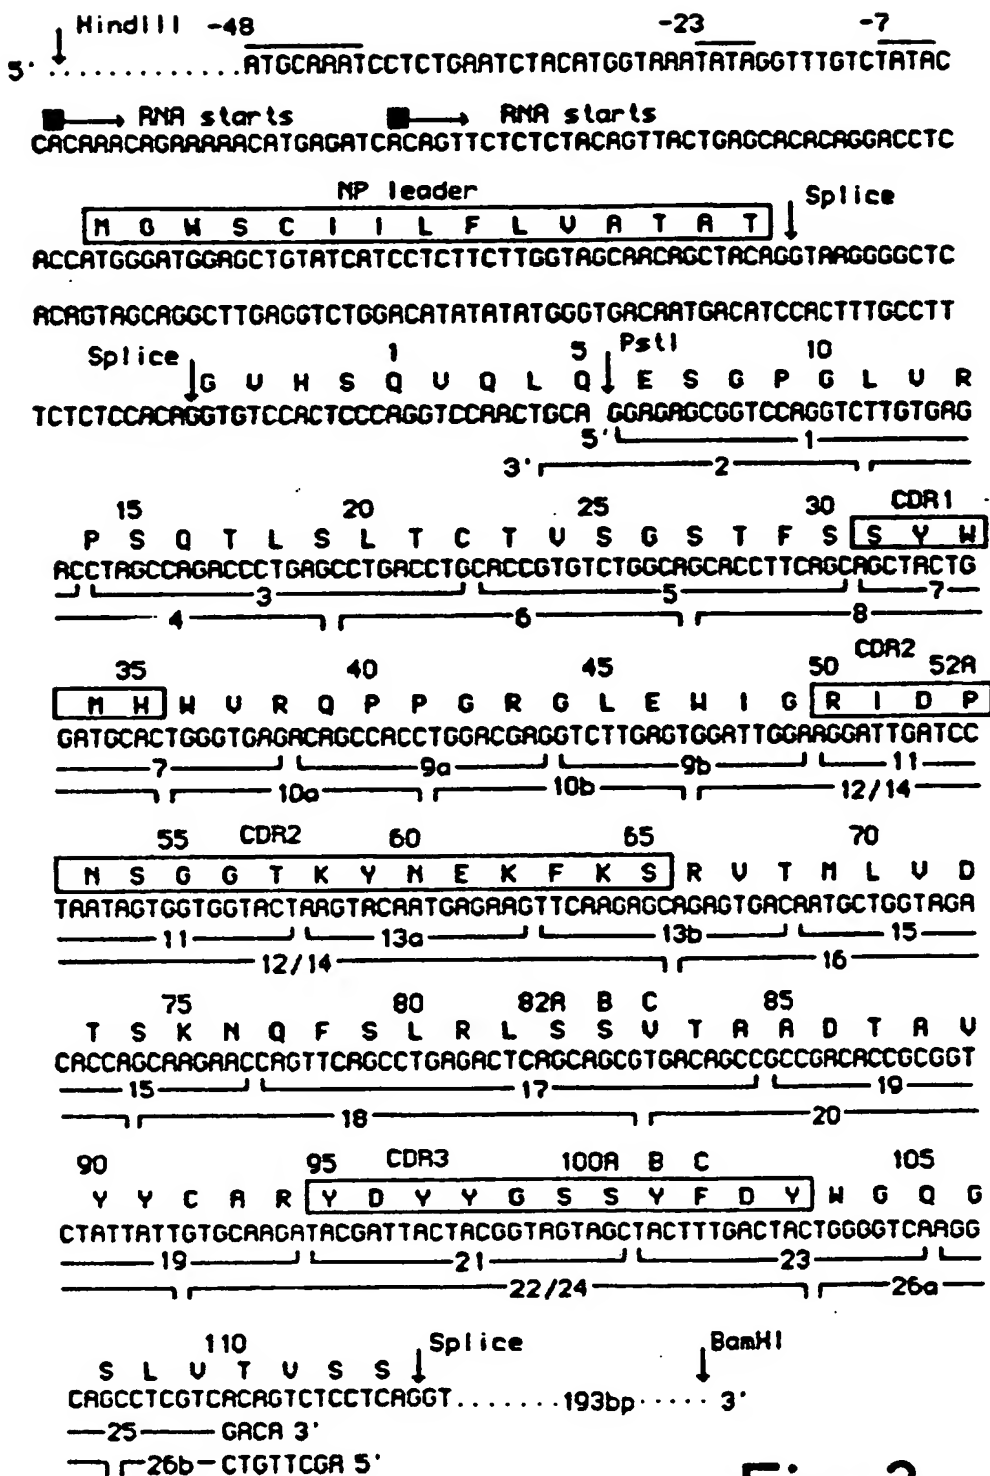 HindIII -48 -23 -7
5' .............ATGCAAATCCTCTGAATCTACATGGTAAATATAGGTTTGTCTATAC
RNA starts RNA starts
CACAAACAGAAAAACATGAGATCACAGTTCTCTCTACAGTTACTGAGCACACAGGACCTC
MP leader Splice
M G W S C I I L F L V A T A T
ACCATGGGATGGAGCTGTATCATCCTCTTCTTGGTAGCAACAGCTACAGGTAAGGGGCTC
ACAGTAGCAGGCTTGAGGTCTGGACATATATATGGGTGACAATGACATCCACTTTGCCTT
Splice 1 5 PstI 10
G V H S Q V Q L Q E S G P G L V R
TCTCTCCACAGGTGTCCACTCCCAGGTCCAACTGCA GGAGAGCGGTCCAGGTCTTGTGAG
5' 1
3' 2
15 20 25 30 CDR1
P S Q T L S L T C T V S G S T F S S Y W
ACCTAGCCAGACCCTGAGCCTGACCTGCACCGTGTCTGGCAGCACCTTCAGCAGCTACTG
3 5 7
4 6 8
35 40 45 50 CDR2 52A
M H W V R Q P P G R G L E W I G R I D P
GATGCACTGGGTGAGACAGCCACCTGGACGAGGTCTTGAGTGGATTGGAAGGATTGATCC
7 9a 9b 11
10a 10b 12/14
55 CDR2 60 65 70
N S G G T K Y N E K F K S R V T M L V D
TAATAGTGGTGGTACTAAGTACAATGAGAAGTTCAAGAGCAGAGTGACAATGCTGGTAGA
11 13a 13b 15
12/14 16
75 80 82A B C 85
T S K N Q F S L R L S S V T A A D T A V
CACCAGCAAGAACCAGTTCAGCCTGAGACTCAGCAGCGTGACAGCCGCCGACACCGCGGT
15 17 19
18 20
90 95 CDR3 100A B C 105
Y Y C A R Y D Y Y G S S Y F D Y W G Q G
CTATTATTGTGCAAGATACGATTACTACGGTAGTAGCTACTTTGACTACTGGGGTCAAGG
19 21 23
22/24 26a
110 Splice BamHI
S L V T V S S
CAGCCTCGTCACAGTCTCCTCAGGT.......193bp..... 3'
25 GACA 3'
26b CTGTTCGA 5'